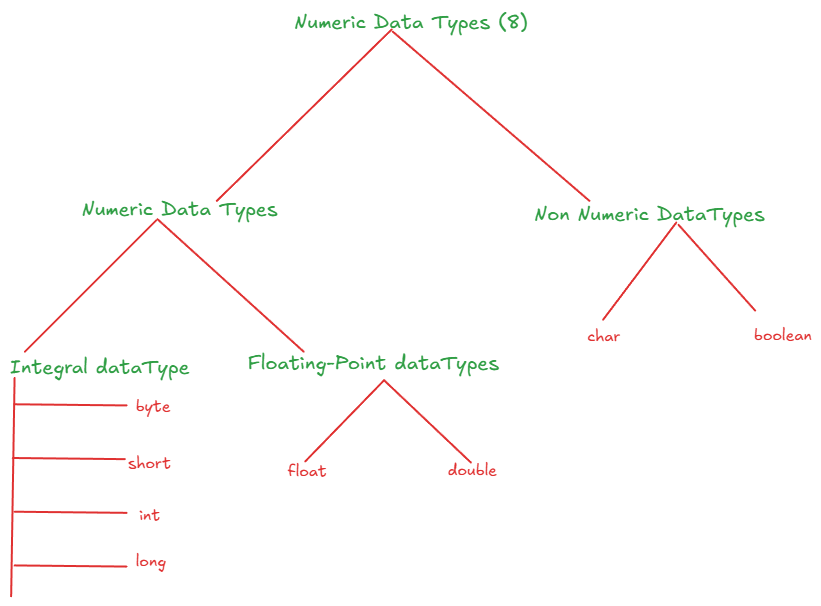 Numeric Data Types (8)
Numeric Data Types
Non Numeric DataTypes
char
boolean
Integral dataType
Floating-Point dataTypes
byte
short
int
long
float
double